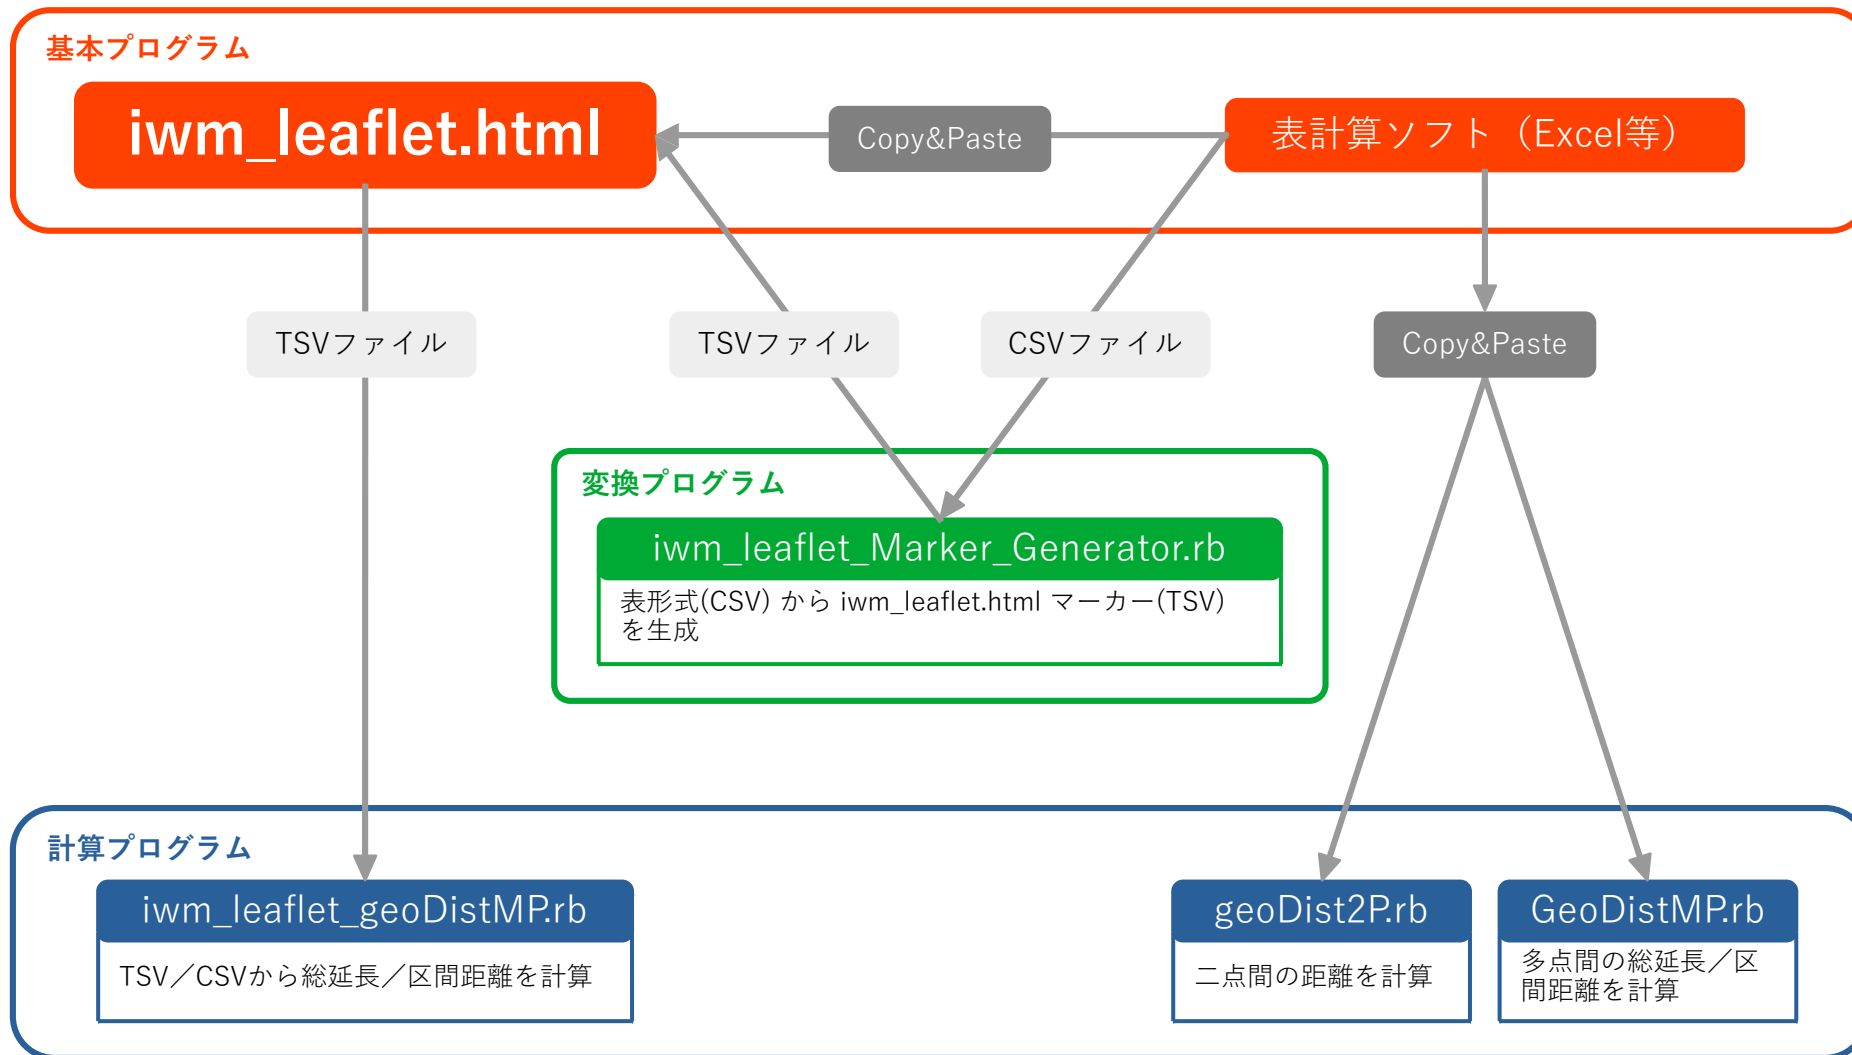 基本プログラム
iwm_leaflet.html
Copy&Paste
表計算ソフト（Excel等）
TSVファイル
TSVファイル
CSVファイル
Copy&Paste
変換プログラム
iwm_leaflet_Marker_Generator.rb
表形式(CSV) から iwm_leaflet.html マーカー(TSV)
を生成
計算プログラム
iwm_leaflet_geoDistMP.rb
TSV／CSVから総延長／区間距離を計算
geoDist2P.rb
二点間の距離を計算
GeoDistMP.rb
多点間の総延長／区
間距離を計算